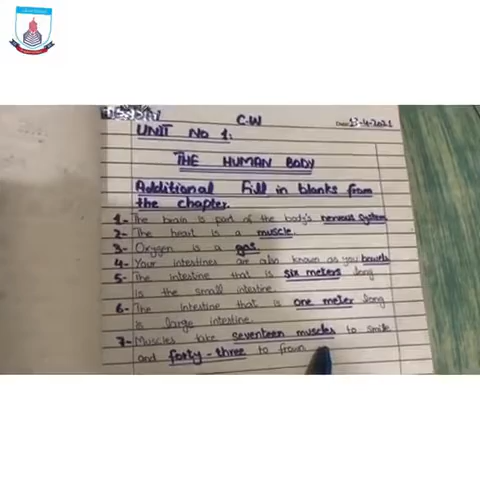 C-W
Date: 13-4-2021
UNIT No 1:
THE HUMAN BODY
Additional Fill in blanks from
the chapter.
1- The brain is part of the body's nervous system
2- The heart is a muscle.
3- Oxygen is a gas
4- Your intestines are also known as you bowels
5- The intestine that is six meters long
is the small intestine.
6- The intestine that is one meter long
is large intestine.
7- Muscles take seventeen muscles to smile
and forty-three to frown